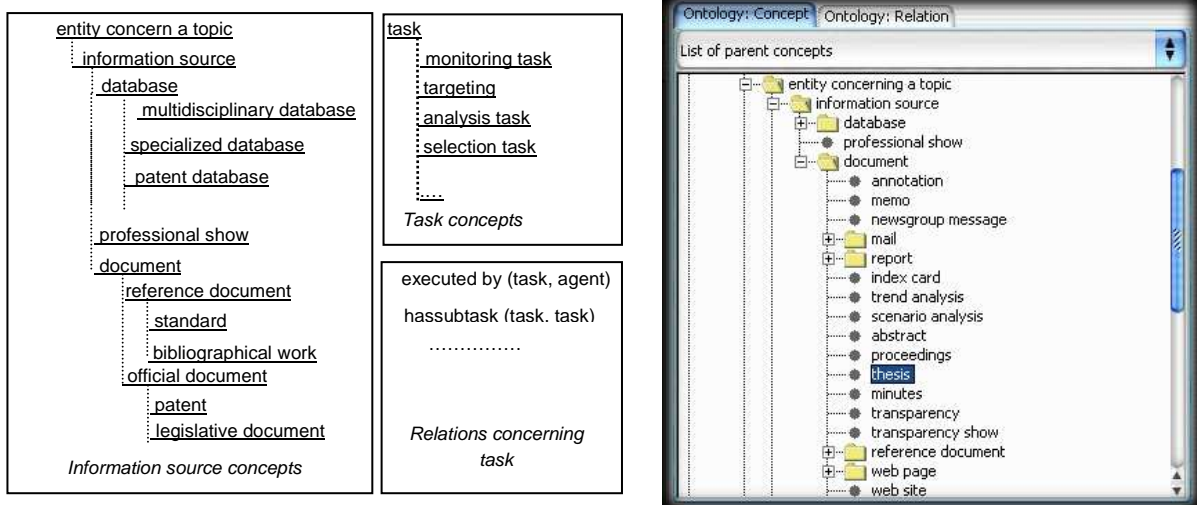 entity concern a topic
information source
database
multidisciplinary database
specialized database
patent database
professional show
document
reference document
standard
bibliographical work
official document
patent
legislative document
Information source concepts
task
monitoring task
targeting
analysis task
selection task
....
Task concepts
executed by (task, agent)
hassubtask (task, task)
...............
Relations concerning
task
Ontology: Concept Ontology: Relation
List of parent concepts
entity concerning a topic
information source
database
professional show
document
annotation
memo
newsgroup message
mail
report
index card
trend analysis
scenario analysis
abstract
proceedings
thesis
minutes
transparency
transparency show
reference document
web page
web site